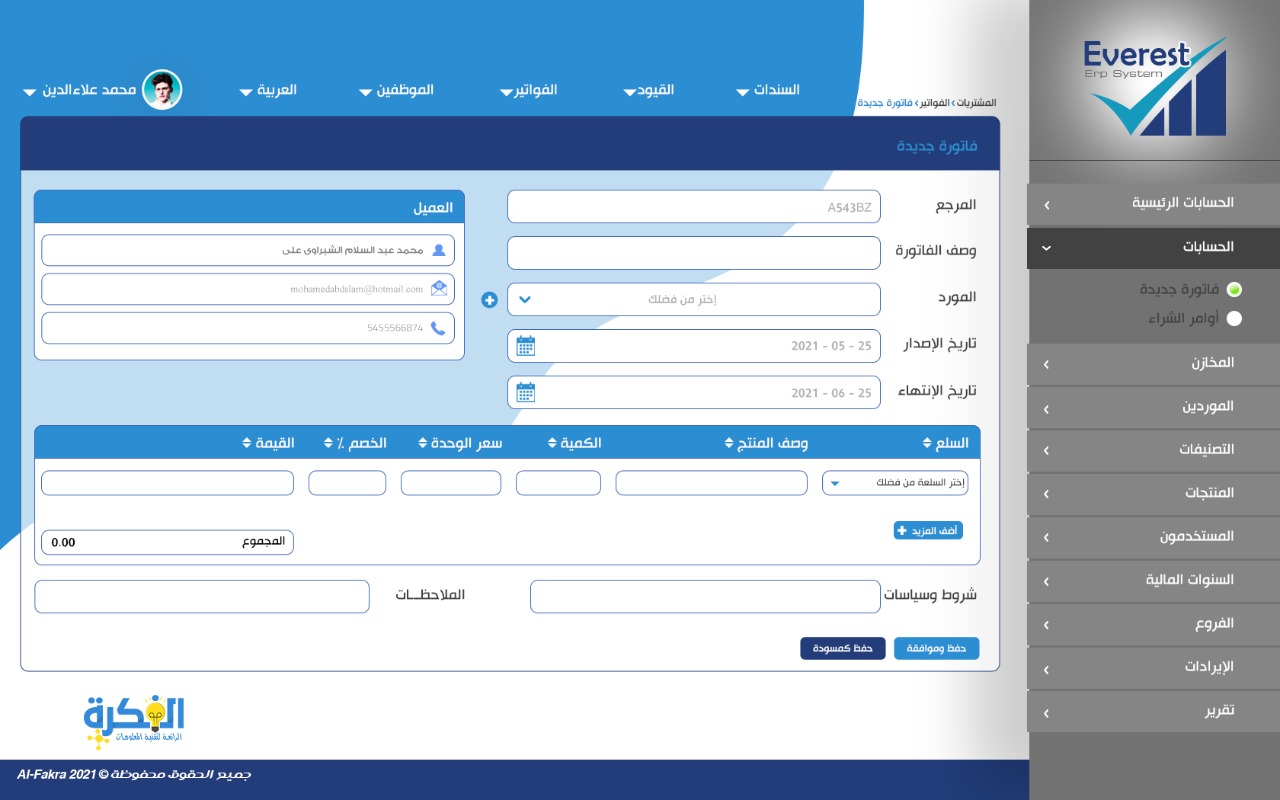 Everest
Erp System
السندات
القيود
الفواتير
الموظفين
العربية
محمد علاءالدين
المشتريات › الفواتير › فاتورة جديدة
فاتورة جديدة
الحسابات الرئيسية
الحسابات
فاتورة جديدة
أوامر الشراء
المخازن
الموردين
التصنيفات
المنتجات
المستخدمون
السنوات المالية
الفروع
الإيرادات
تقرير
المرجع
A543BZ
وصف الفاتورة
المورد
إختر من فضلك
تاريخ الإصدار
2021 - 05 - 25
تاريخ الإنتهاء
2021 - 06 - 25
العميل
محمد عبد السلام الشبراوى على
mohamedabdslam@hotmail.com
5455566874
السلع وصف المنتج الكمية سعر الوحدة الخصم ٪ القيمة
إختر السلعة من فضلك
أضف المزيد
المجموع 0.00
شروط وسياسات
الملاحظــات
حفظ وموافقة
حفظ كمسودة
الفكرة
الرائعة لتقنية المعلومات
جميع الحقوق محفوظة © Al-Fakra 2021